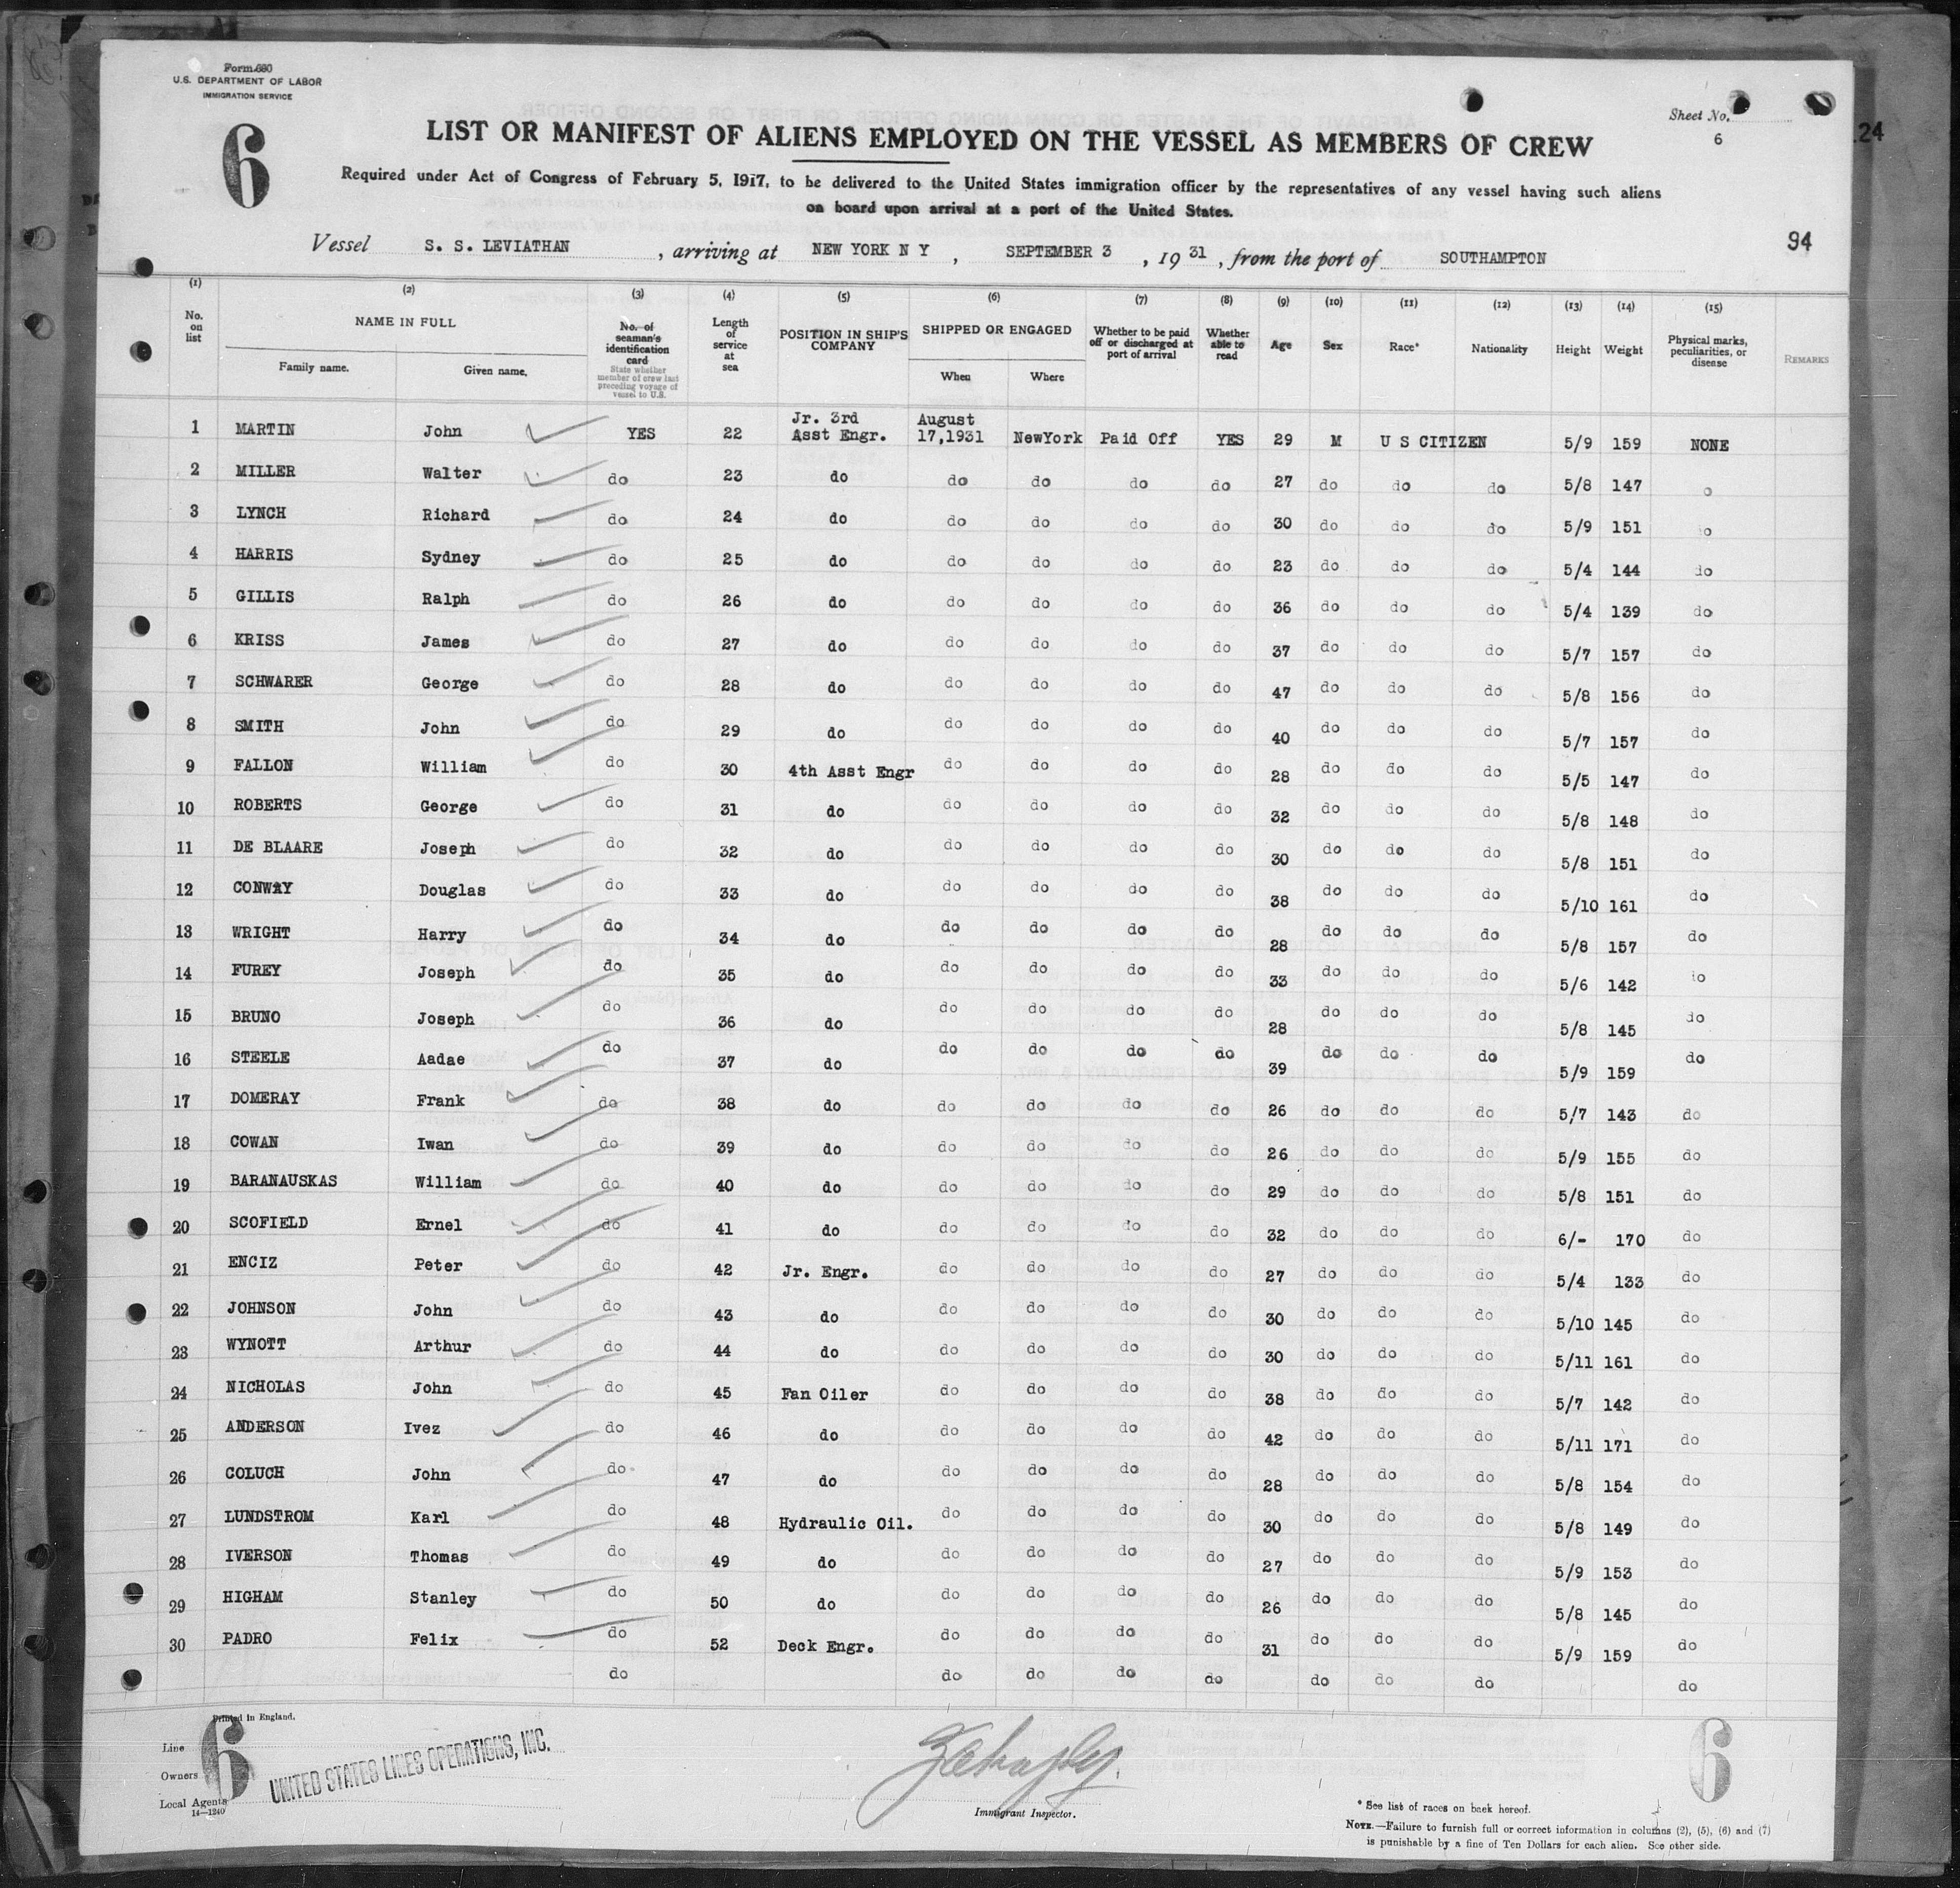 Form 680
U.S. DEPARTMENT OF LABOR
IMMIGRATION SERVICE
6
Sheet No.
6
24
LIST OR MANIFEST OF ALIENS EMPLOYED ON THE VESSEL AS MEMBERS OF CREW
Required under Act of Congress of February 5, 1917, to be delivered to the United States immigration officer by the representatives of any vessel having such aliens
on board upon arrival at a port of the United States.
94
Vessel S. S. LEVIATHAN , arriving at NEW YORK N Y , SEPTEMBER 3 , 19 31 , from the port of SOUTHAMPTON
(1) (2) (3) (4) (5) (6) (7) (8) (9) (10) (11) (12) (13) (14) (15)
No. on list NAME IN FULL Family name. Given name. No. of seaman's identification card State whether member of crew last preceding voyage of vessel to U.S. Length of service at sea POSITION IN SHIP'S COMPANY SHIPPED OR ENGAGED When Where Whether to be paid off or discharged at port of arrival Whether able to read Age Sex Race* Nationality Height Weight Physical marks, peculiarities, or disease REMARKS
1 MARTIN John YES 22 Jr. 3rd Asst Engr. August 17,1931 NewYork Paid Off YES 29 M U S CITIZEN 5/9 159 NONE
2 MILLER Walter do 23 do do do do do 27 do do do 5/8 147 o
3 LYNCH Richard do 24 do do do do do 30 do do do 5/9 151 o
4 HARRIS Sydney do 25 do do do do do 23 do do do 5/4 144 do
5 GILLIS Ralph do 26 do do do do do 36 do do do 5/4 139 do
6 KRISS James do 27 do do do do do 37 do do do 5/7 157 do
7 SCHWARER George do 28 do do do do do 47 do do do 5/8 156 do
8 SMITH John do 29 do do do do do 40 do do do 5/7 157 do
9 FALLON William do 30 4th Asst Engr do do do do 28 do do do 5/5 147 do
10 ROBERTS George do 31 do do do do do 32 do do do 5/8 148 do
11 DE BLAARE Joseph do 32 do do do do do 30 do do do 5/8 151 do
12 CONWAY Douglas do 33 do do do do do 38 do do do 5/10 161 do
13 WRIGHT Harry do 34 do do do do do 28 do do do 5/8 157 do
14 FUREY Joseph do 35 do do do do do 33 do do do 5/6 142 do
15 BRUNO Joseph do 36 do do do do do 28 do do do 5/8 145 do
16 STEELE Aadae do 37 do do do do do 39 do do do 5/9 159 do
17 DOMERAY Frank do 38 do do do do do 26 do do do 5/7 143 do
18 COWAN Iwan do 39 do do do do do 26 do do do 5/9 155 do
19 BARANAUSKAS William do 40 do do do do do 29 do do do 5/8 151 do
20 SCOFIELD Ernel do 41 do do do do do 32 do do do 6/- 170 do
21 ENCIZ Peter do 42 Jr. Engr. do do do do 27 do do do 5/4 133 do
22 JOHNSON John do 43 do do do do do 30 do do do 5/10 145 do
23 WYNOTT Arthur do 44 do do do do do 30 do do do 5/11 161 do
24 NICHOLAS John do 45 Fan Oiler do do do do 38 do do do 5/7 142 do
25 ANDERSON Ivez do 46 do do do do do 42 do do do 5/11 171 do
26 COLUCH John do 47 do do do do do 28 do do do 5/8 154 do
27 LUNDSTROM Karl do 48 Hydraulic Oil. do do do do 30 do do do 5/8 149 do
28 IVERSON Thomas do 49 do do do do do 27 do do do 5/9 153 do
29 HIGHAM Stanley do 50 do do do do do 26 do do do 5/8 145 do
30 PADRO Felix do 52 Deck Engr. do do do do 31 do do do 5/9 159 do
do do do do do do do do do
Printed in England.
Line
Owners
Local Agents
14—1240
6
UNITED STATES LINES OPERATIONS, INC.
Immigrant Inspector.
6
* See list of races on back hereof.
NOTE.—Failure to furnish full or correct information in columns (2), (5), (6) and (7)
is punishable by a fine of Ten Dollars for each alien. See other side.